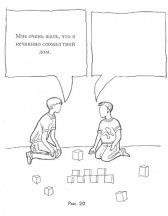 Мне очень жаль, что я
нечаянно сломал твой
дом.
Рис. 20